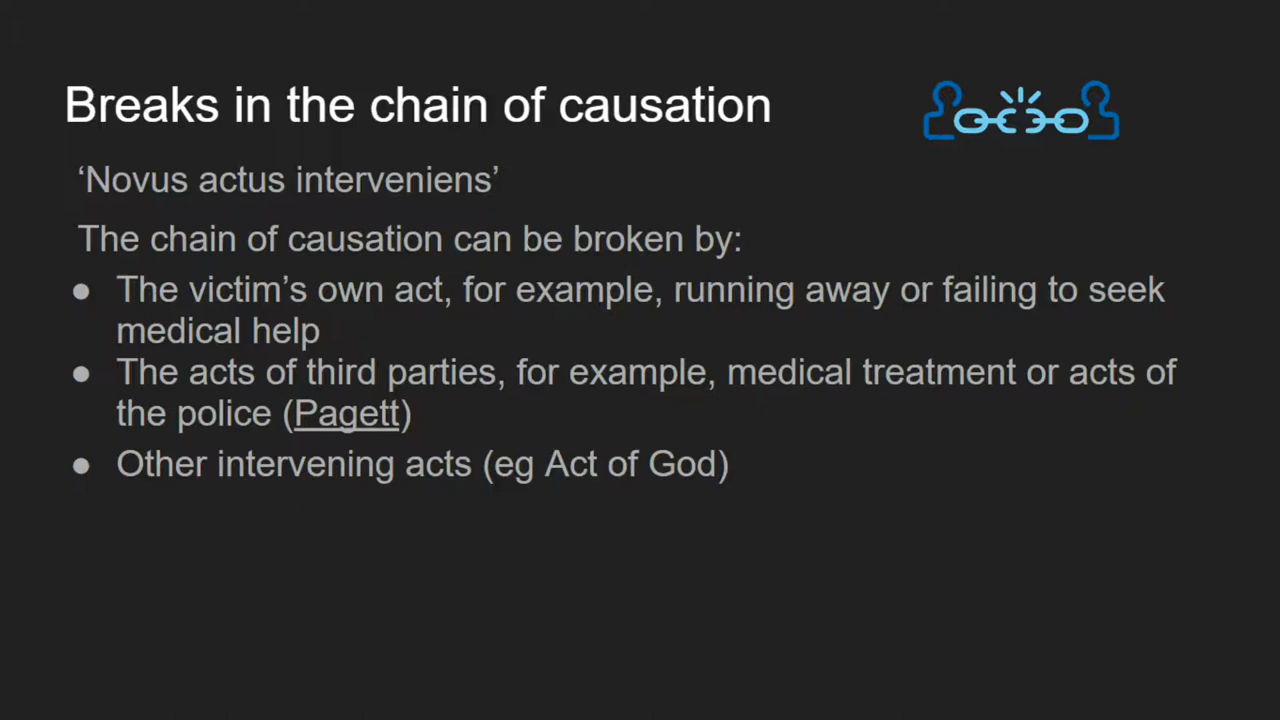 Breaks in the chain of causation
‘Novus actus interveniens’
The chain of causation can be broken by:
● The victim’s own act, for example, running away or failing to seek
medical help
● The acts of third parties, for example, medical treatment or acts of
the police (Pagett)
● Other intervening acts (eg Act of God)